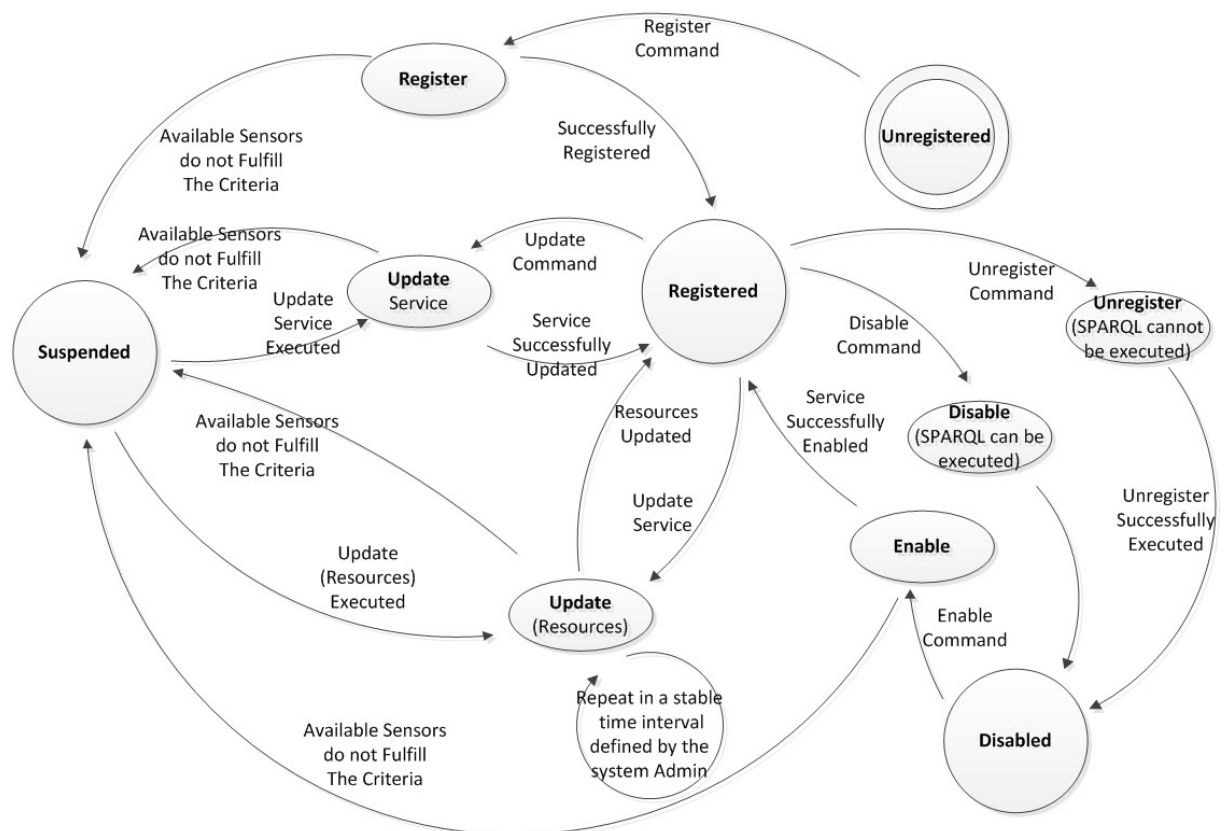 Register
Command
Register
Unregistered
Available Sensors
do not Fulfill
The Criteria
Successfully
Registered
Available Sensors
do not Fulfill
The Criteria
Update
Command
Update
Service
Registered
Unregister
Command
Unregister
(SPARQL cannot
be executed)
Suspended
Update
Service
Executed
Service
Successfully
Updated
Disable
Command
Available Sensors
do not Fulfill
The Criteria
Resources
Updated
Service
Successfully
Enabled
Disable
(SPARQL can be
executed)
Update
Service
Unregister
Successfully
Executed
Enable
Update
(Resources)
Executed
Update
(Resources)
Enable
Command
Repeat in a stable
time interval
defined by the
system Admin
Available Sensors
do not Fulfill
The Criteria
Disabled